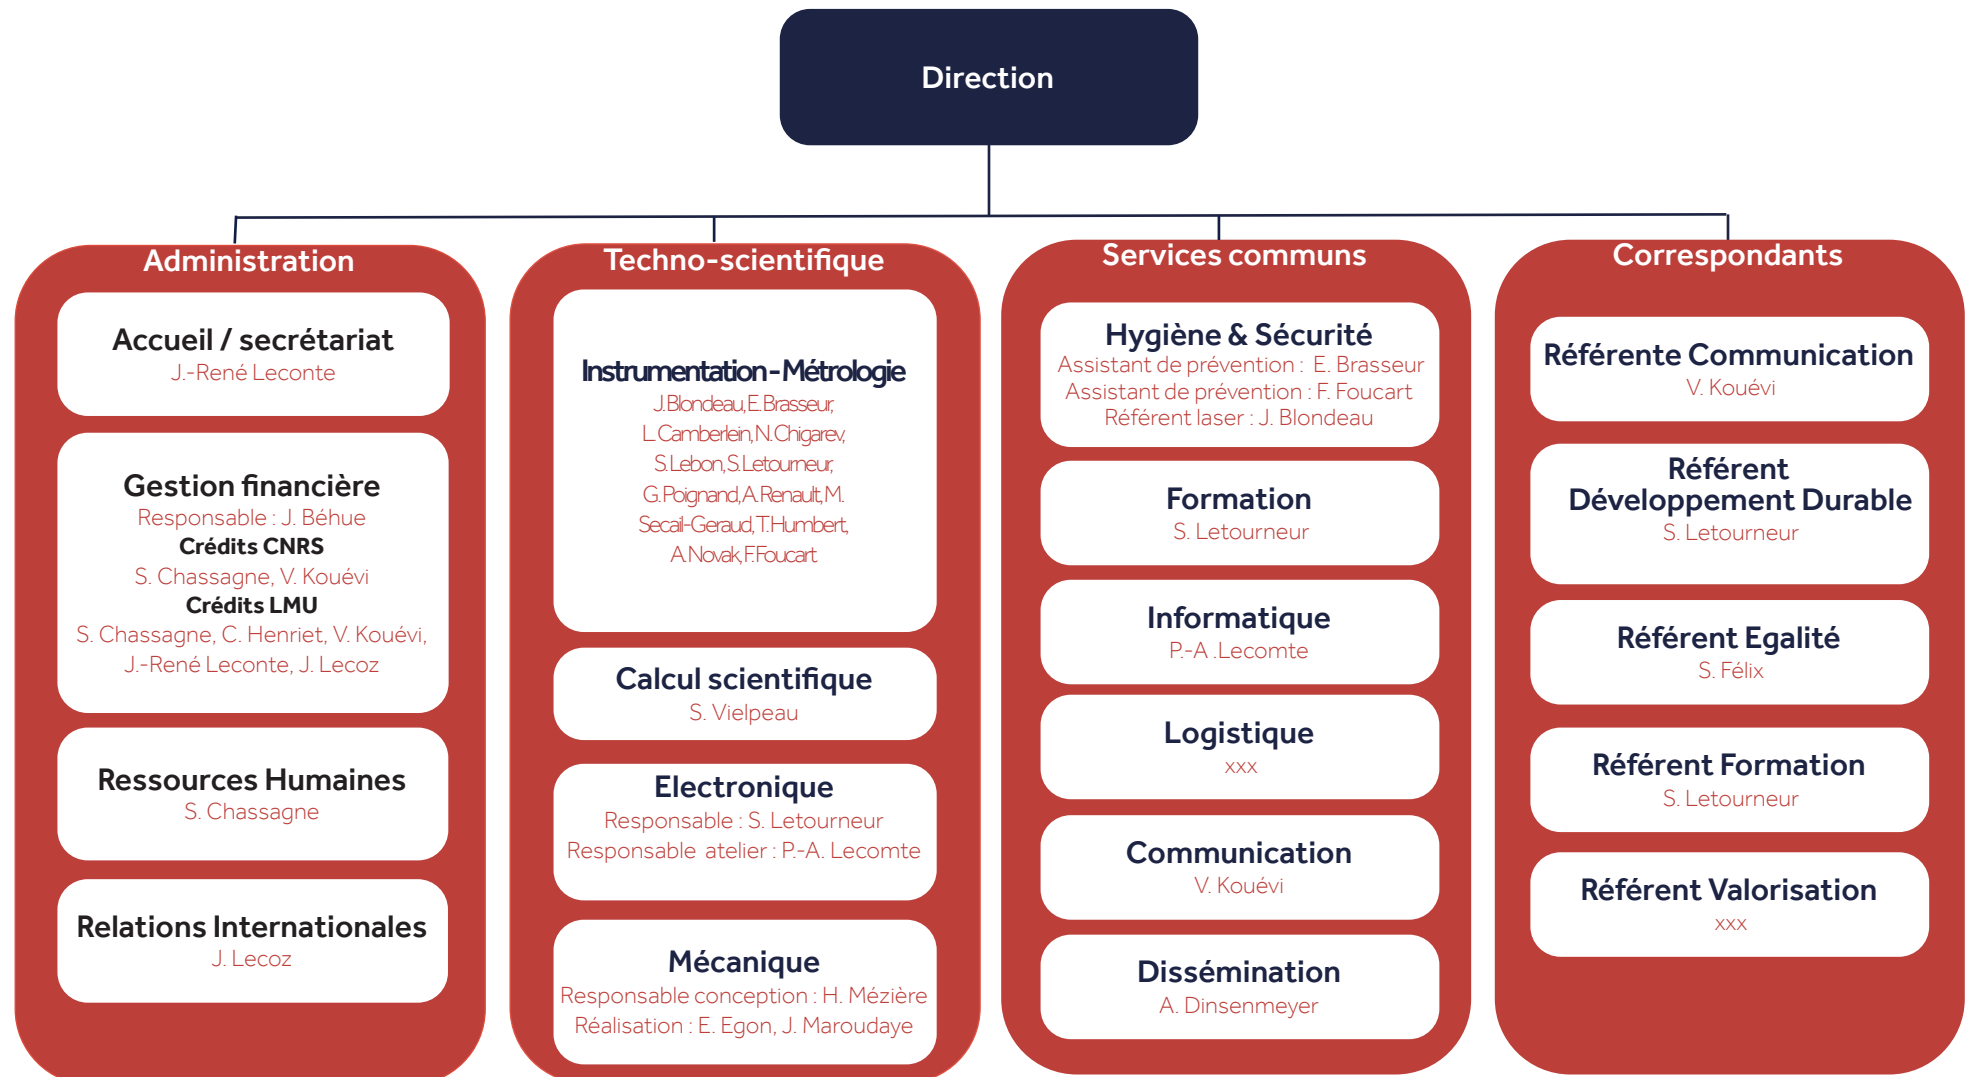 Direction
Administration
Accueil / secrétariat
J.-René Leconte
Gestion financière
Responsable : J. Béhue
Crédits CNRS
S. Chassagne, V. Kouévi
Crédits LMU
S. Chassagne, C. Henriet, V. Kouévi,
J.-René Leconte, J. Lecoz
Ressources Humaines
S. Chassagne
Relations Internationales
J. Lecoz
Techno-scientifique
Instrumentation - Métrologie
J. Blondeau, E. Brasseur,
L. Camberlein, N. Chigarev,
S. Lebon, S. Letourneur,
G. Poignand, A. Renault, M.
Secail-Geraud, T. Humbert,
A. Novak, F. Foucart
Calcul scientifique
S. Vielpeau
Electronique
Responsable : S. Letourneur
Responsable atelier : P.-A. Lecomte
Mécanique
Responsable conception : H. Mézière
Réalisation : E. Egon, J. Maroudaye
Services communs
Hygiène & Sécurité
Assistant de prévention : E. Brasseur
Assistant de prévention : F. Foucart
Référent laser : J. Blondeau
Formation
S. Letourneur
Informatique
P.-A .Lecomte
Logistique
xxx
Communication
V. Kouévi
Dissémination
A. Dinsenmeyer
Correspondants
Référente Communication
V. Kouévi
Référent
Développement Durable
S. Letourneur
Référent Egalité
S. Félix
Référent Formation
S. Letourneur
Référent Valorisation
xxx